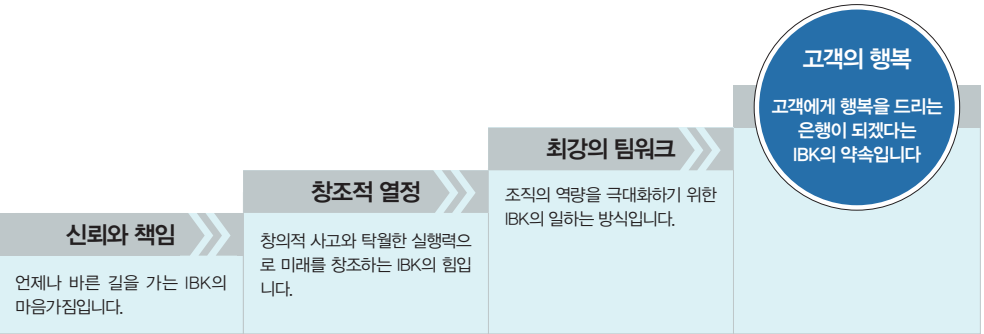 신뢰와 책임
언제나 바른 길을 가는 IBK의
마음가짐입니다.
창조적 열정
창의적 사고와 탁월한 실행력으
로 미래를 창조하는 IBK의 힘입
니다.
최강의 팀워크
조직의 역량을 극대화하기 위한
IBK의 일하는 방식입니다.
고객의 행복
고객에게 행복을 드리는
은행이 되겠다는
IBK의 약속입니다